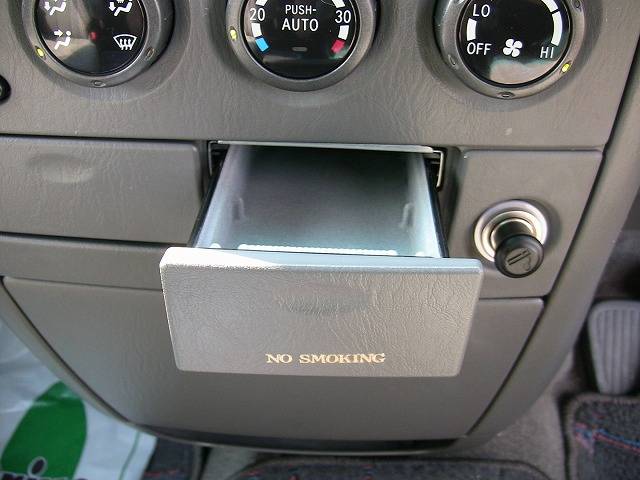 20 PUSH- 30
AUTO
LO
OFF HI
NO SMOKING